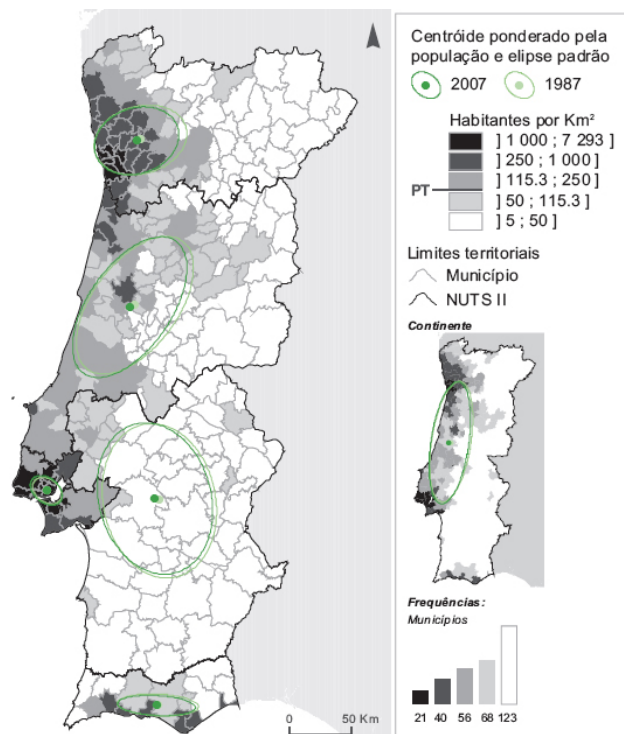 Centróide ponderado pela
população e elipse padrão
2007 1987
Habitantes por Km²
] 1 000 ; 7 293 ]
] 250 ; 1 000 ]
] 115.3 ; 250 ]
PT
] 50 ; 115.3 ]
] 5 ; 50 ]
Limites territoriais
Município
NUTS II
Continente
Frequências:
Municípios
21 40 56 68 123
0 50 Km